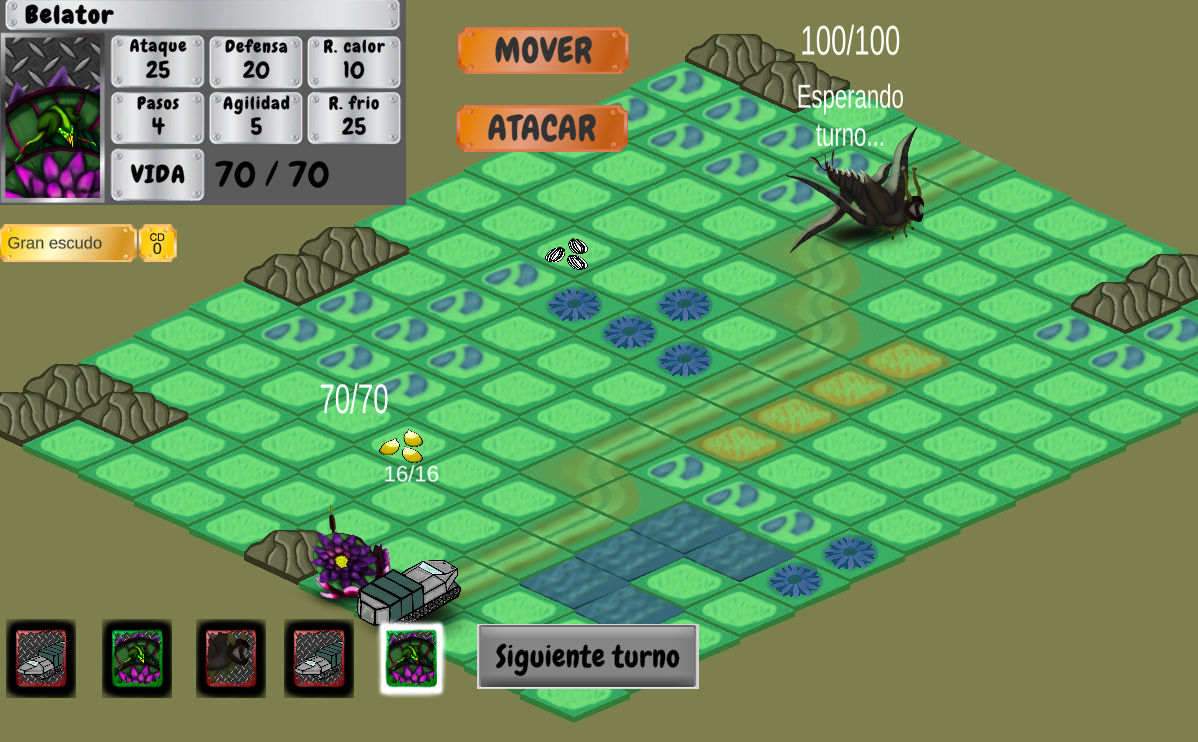 Belator
Ataque
25
Defensa
20
R. calor
10
Pasos
4
Agilidad
5
R. frio
25
VIDA
70 / 70
MOVER
ATACAR
100/100
Esperando
turno...
Gran escudo
CD
0
70/70
16/16
Siguiente turno